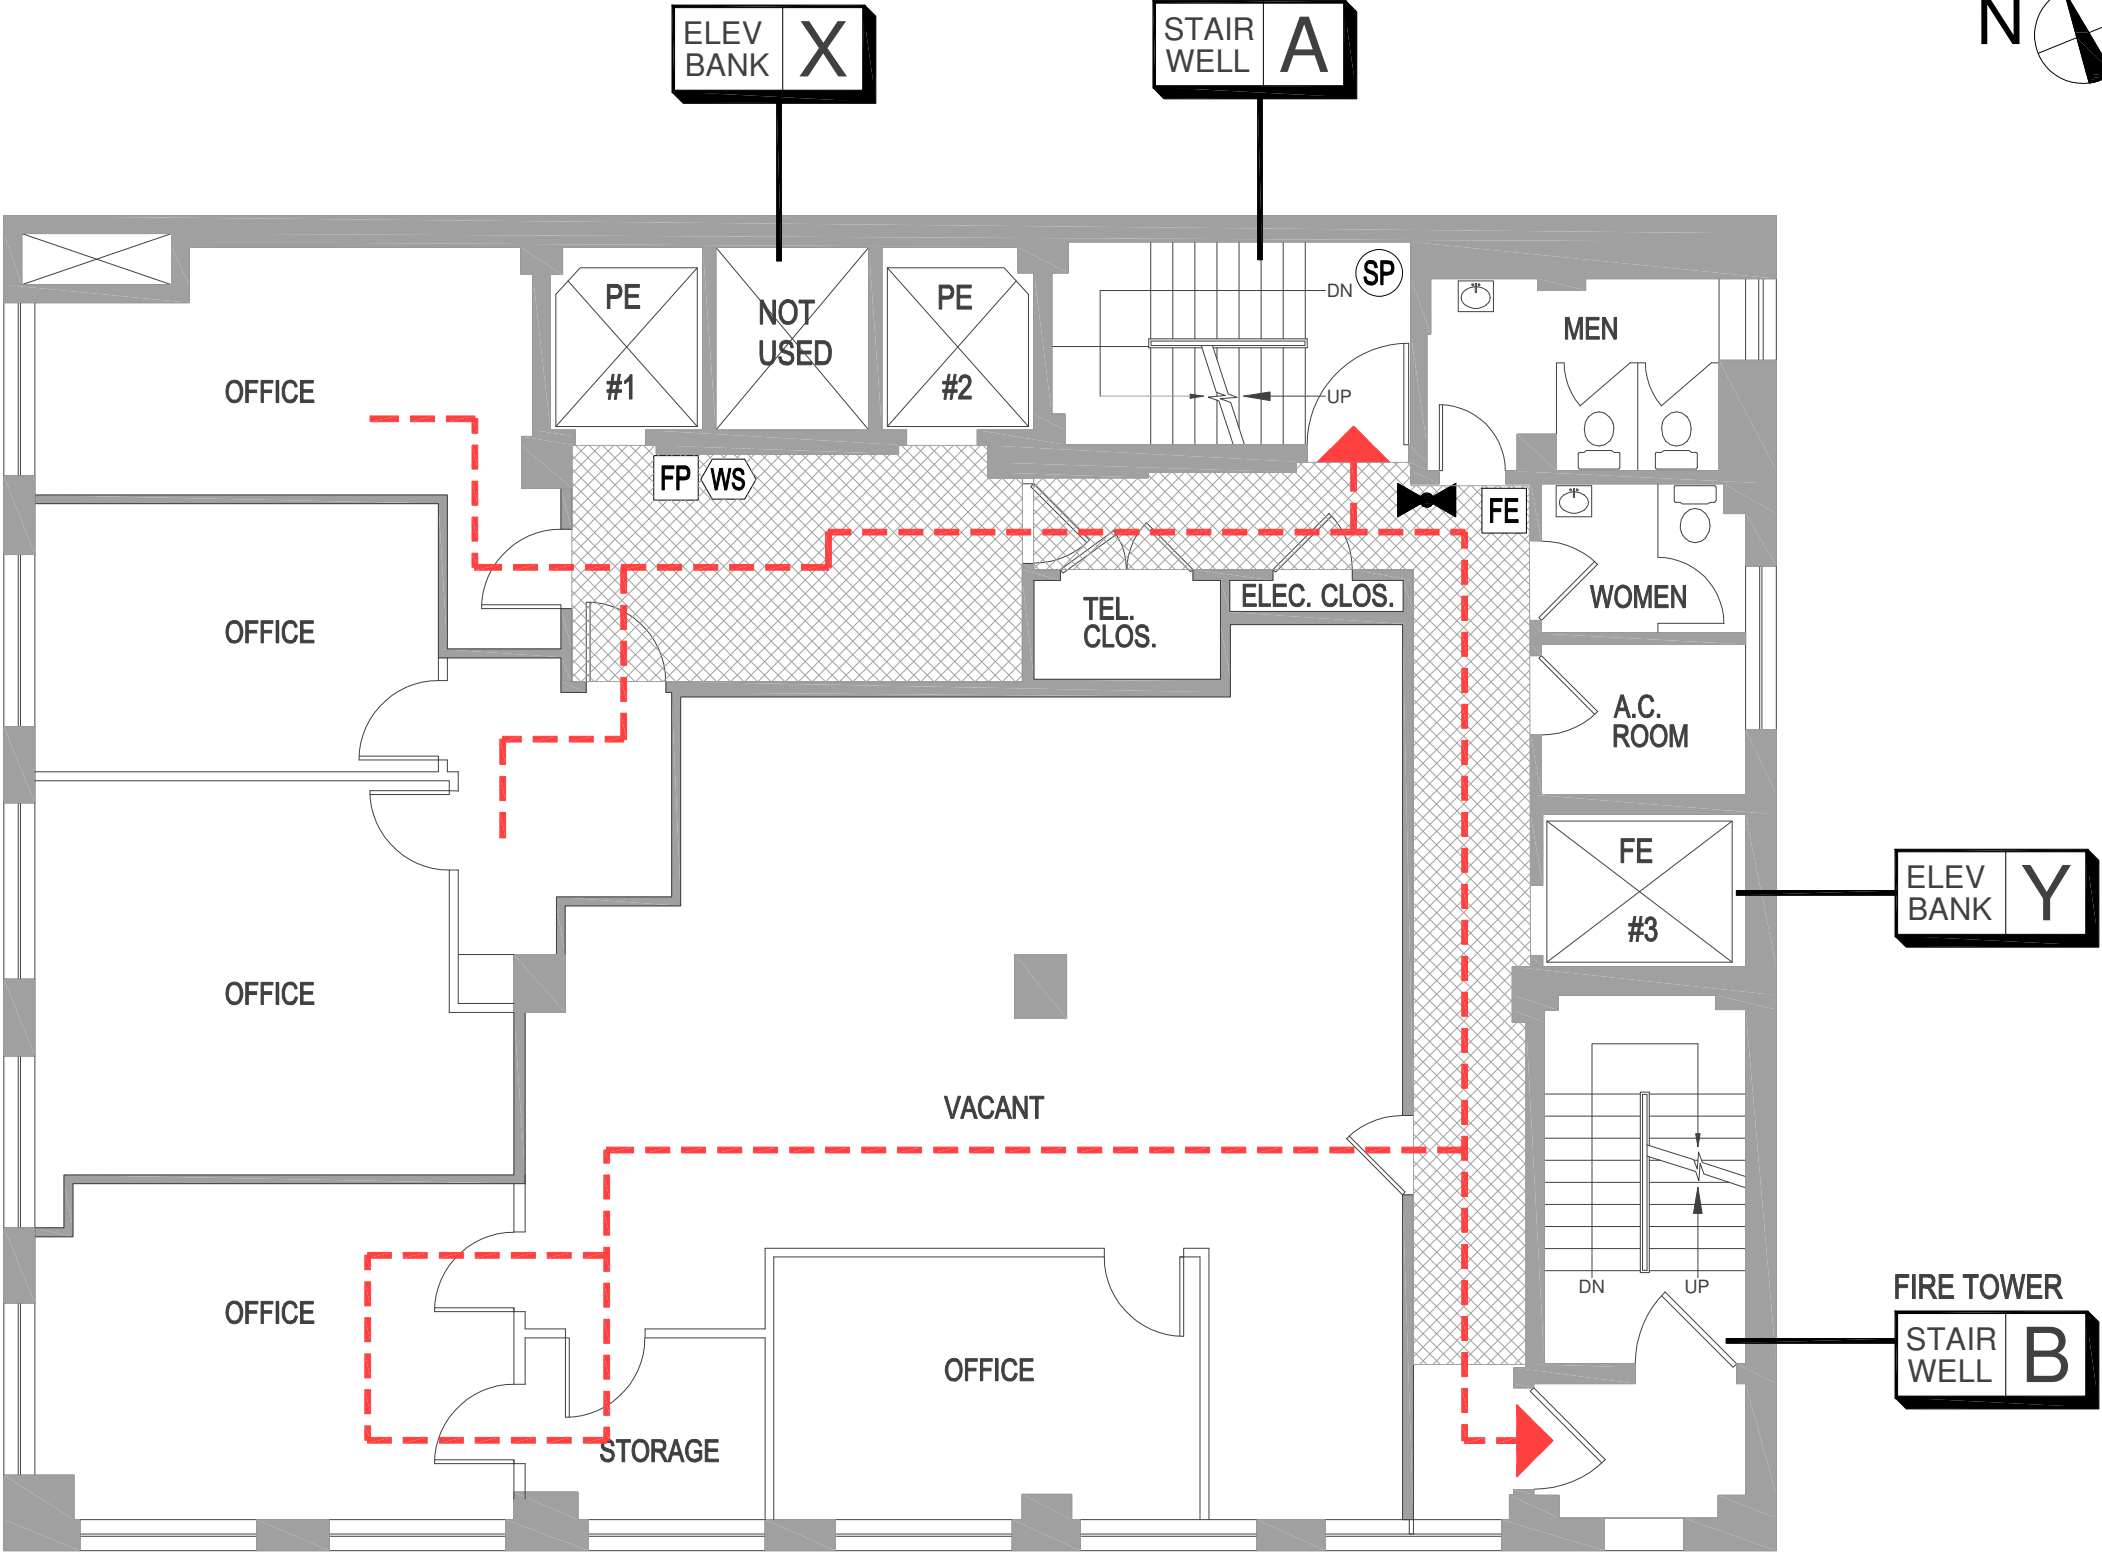 ELEV
BANK
X
STAIR
WELL
A
N
PE
#1
NOT
USED
PE
#2
DN
UP
SP
MEN
OFFICE
FP
WS
FE
WOMEN
OFFICE
TEL.
CLOS.
ELEC. CLOS.
A.C.
ROOM
FE
#3
ELEV
BANK
Y
OFFICE
VACANT
DN
UP
FIRE TOWER
STAIR
WELL
B
OFFICE
OFFICE
STORAGE